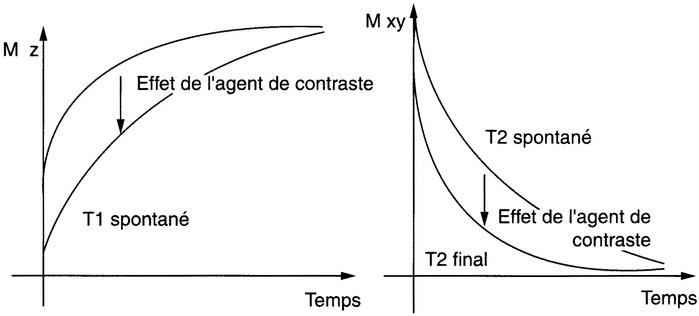 M z
Effet de l'agent de contraste
T1 spontané
Temps
M xy
T2 spontané
Effet de l'agent de
contraste
T2 final
Temps